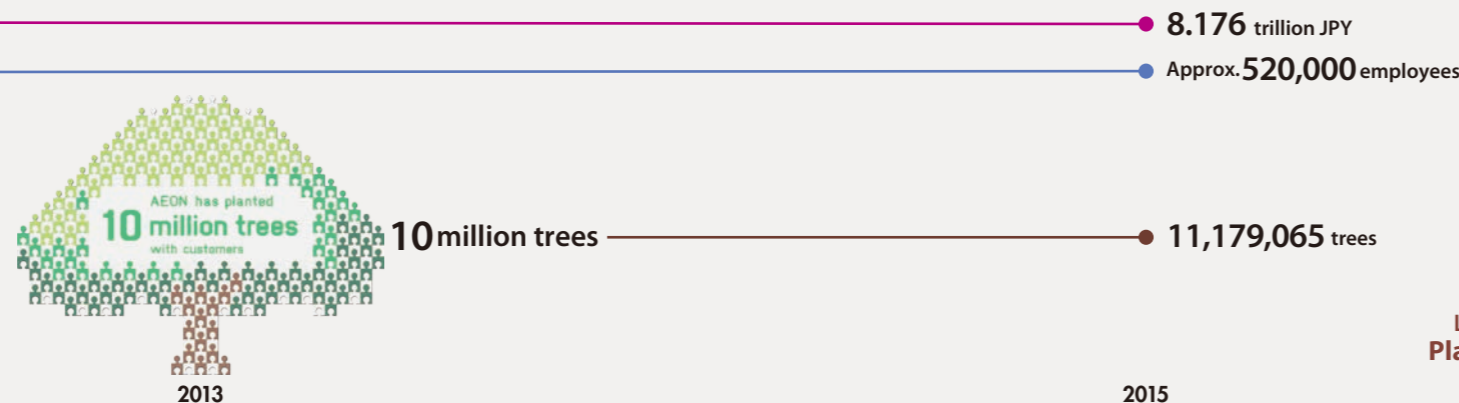 8.176 trillion JPY
Approx. 520,000 employees
AEON has planted
10 million trees
with customers
10 million trees
11,179,065 trees
L
Pla
2013
2015